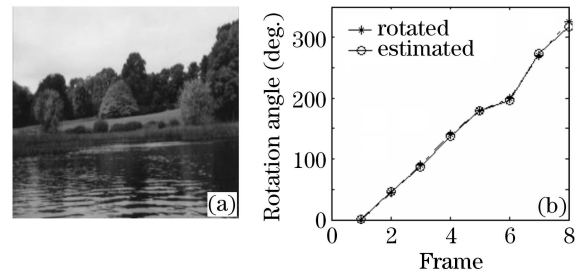 (a)
Rotation angle (deg.)
300
200
100
0
rotated
estimated
(b)
0 2 4 6 8
Frame